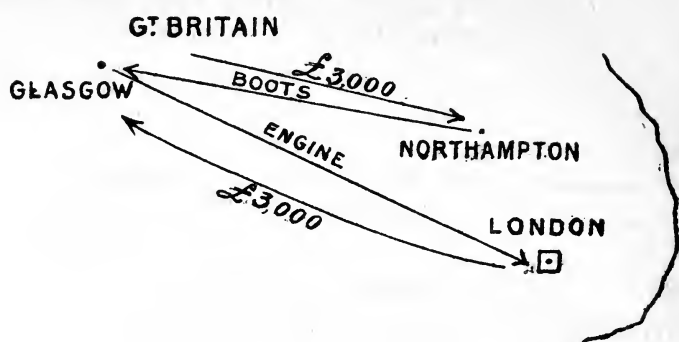 GT. BRITAIN
£3,000
BOOTS
GLASGOW
ENGINE
NORTHAMPTON
£3,000
LONDON